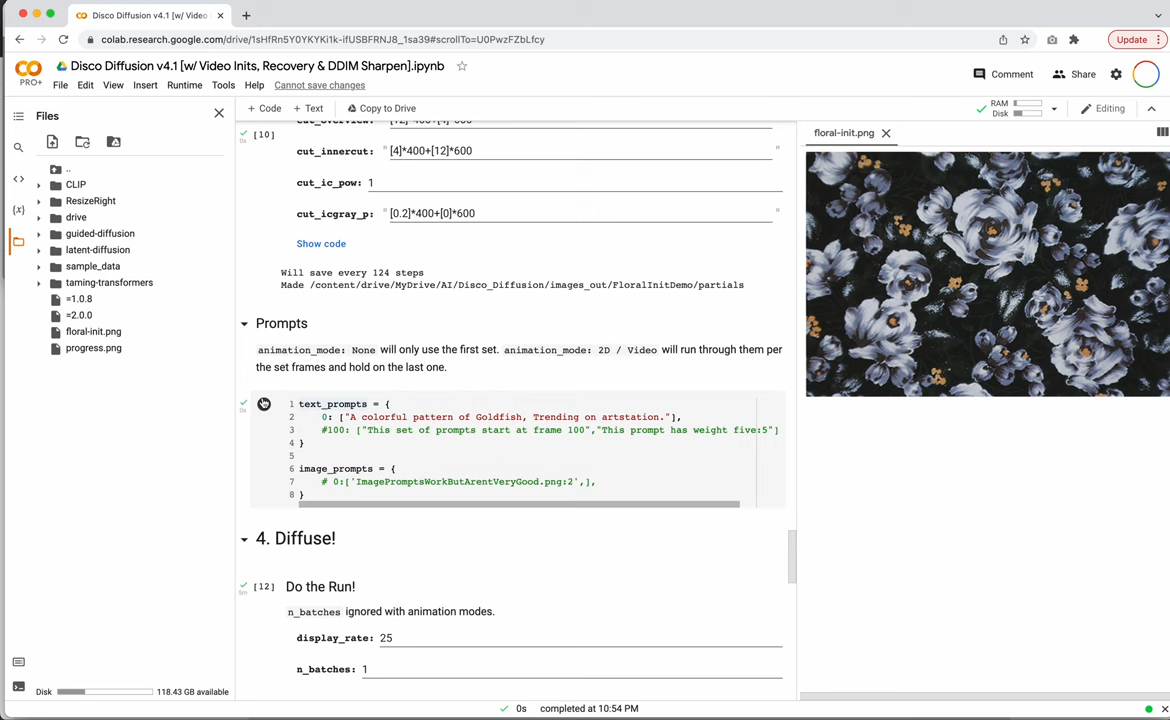 Disco Diffusion v4.1 [w/ Video
colab.research.google.com/drive/1sHfRn5Y0YKYKi1k-ifUSBFRNJ8_1sa39#scrollTo=U0PwzFZbLfcy
Update
PRO+
Disco Diffusion v4.1 [w/ Video Inits, Recovery & DDIM Sharpen].ipynb
File Edit View Insert Runtime Tools Help Cannot save changes
Comment Share
Files
+ Code + Text Copy to Drive
RAM
Disk
Editing
..
CLIP
ResizeRight
drive
guided-diffusion
latent-diffusion
sample_data
taming-transformers
=1.0.8
=2.0.0
floral-init.png
progress.png
Disk 118.43 GB available
[10]
0s
cut_overview: "[12]*400+[4]*600"
cut_innercut: "[4]*400+[12]*600"
cut_ic_pow: 1
cut_icgray_p: "[0.2]*400+[0]*600"
Show code
Will save every 124 steps
Made /content/drive/MyDrive/AI/Disco_Diffusion/images_out/FloralInitDemo/partials
Prompts
animation_mode: None will only use the first set. animation_mode: 2D / Video will run through them per
the set frames and hold on the last one.
0s
1 text_prompts = {
2 0: ["A colorful pattern of Goldfish, Trending on artstation."],
3 #100: ["This set of prompts start at frame 100","This prompt has weight five:5"]
4 }
5
6 image_prompts = {
7 # 0:['ImagePromptsWorkButArentVeryGood.png:2',],
8 }
4. Diffuse!
[12] Do the Run!
5m
n_batches ignored with animation modes.
display_rate: 25
n_batches: 1
floral-init.png
0s completed at 10:54 PM